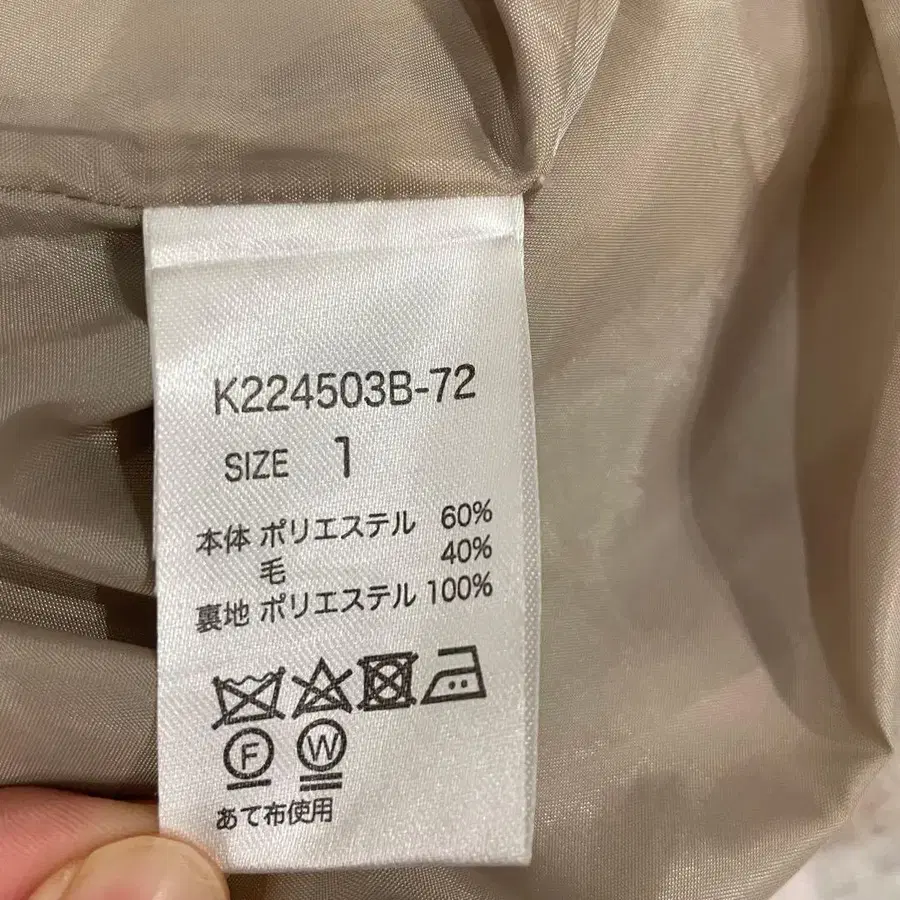 K224503B-72
SIZE 1
本体 ポリエステル 60%
毛 40%
裏地 ポリエステル 100%
F W
あて布使用